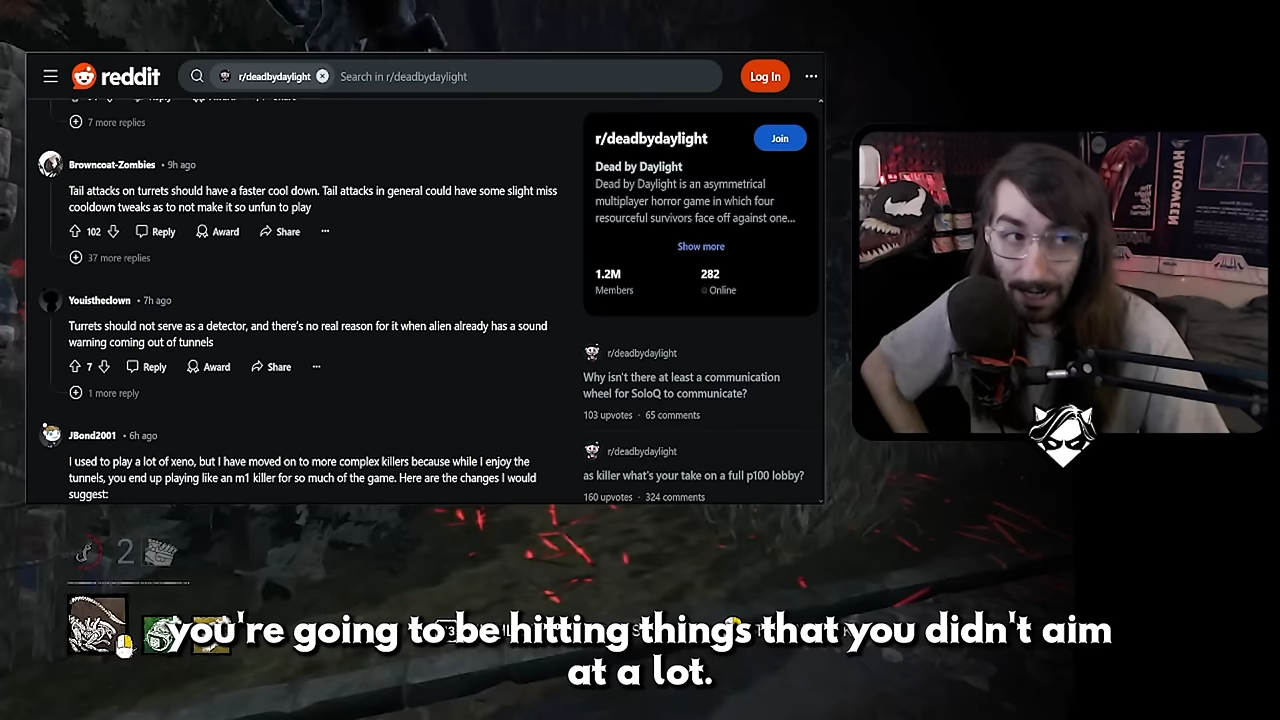 reddit
r/deadbydaylight
Search in r/deadbydaylight
Log In
7 more replies
Browncoat-Zombies • 9h ago
Tail attacks on turrets should have a faster cool down. Tail attacks in general could have some slight miss
cooldown tweaks as to not make it so unfun to play
102
Reply
Award
Share
37 more replies
Youistheclown • 7h ago
Turrets should not serve as a detector, and there's no real reason for it when alien already has a sound
warning coming out of tunnels
7
Reply
Award
Share
1 more reply
JBond2001 • 6h ago
I used to play a lot of xeno, but I have moved on to more complex killers because while I enjoy the
tunnels, you end up playing like an m1 killer for so much of the game. Here are the changes I would
suggest:
r/deadbydaylight
Join
Dead by Daylight
Dead by Daylight is an asymmetrical
multiplayer horror game in which four
resourceful survivors face off against one...
Show more
1.2M
282
Members
Online
r/deadbydaylight
Why isn't there at least a communication
wheel for SoloQ to communicate?
103 upvotes · 65 comments
r/deadbydaylight
as killer what's your take on a full p100 lobby?
160 upvotes · 324 comments
HALLOWEEN
2
you're going to be hitting things that you didn't aim
at a lot.